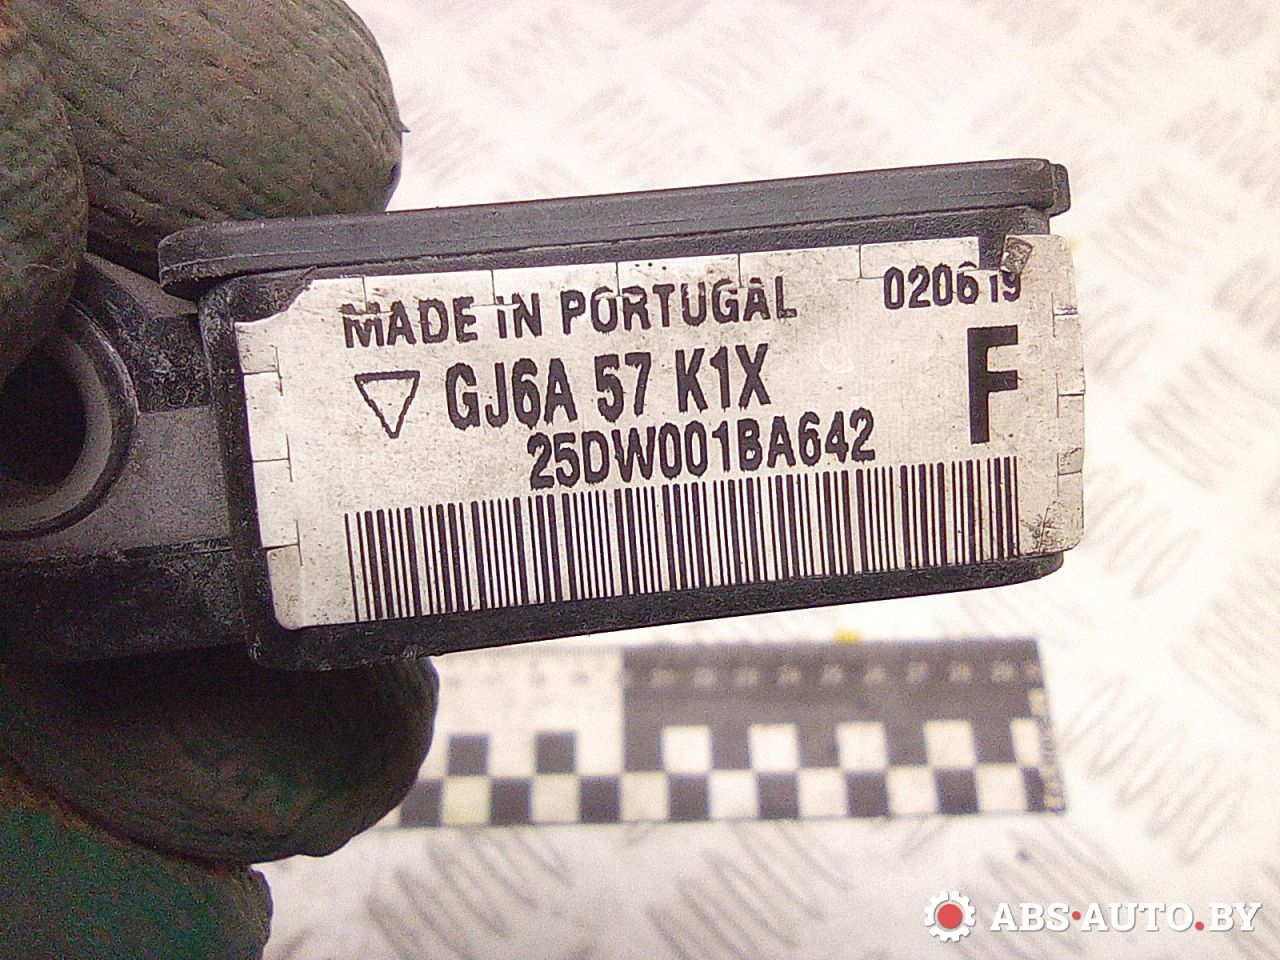 MADE IN PORTUGAL 020619
GJ6A 57 K1X F
25DW001BA642
ABS·AUTO.BY